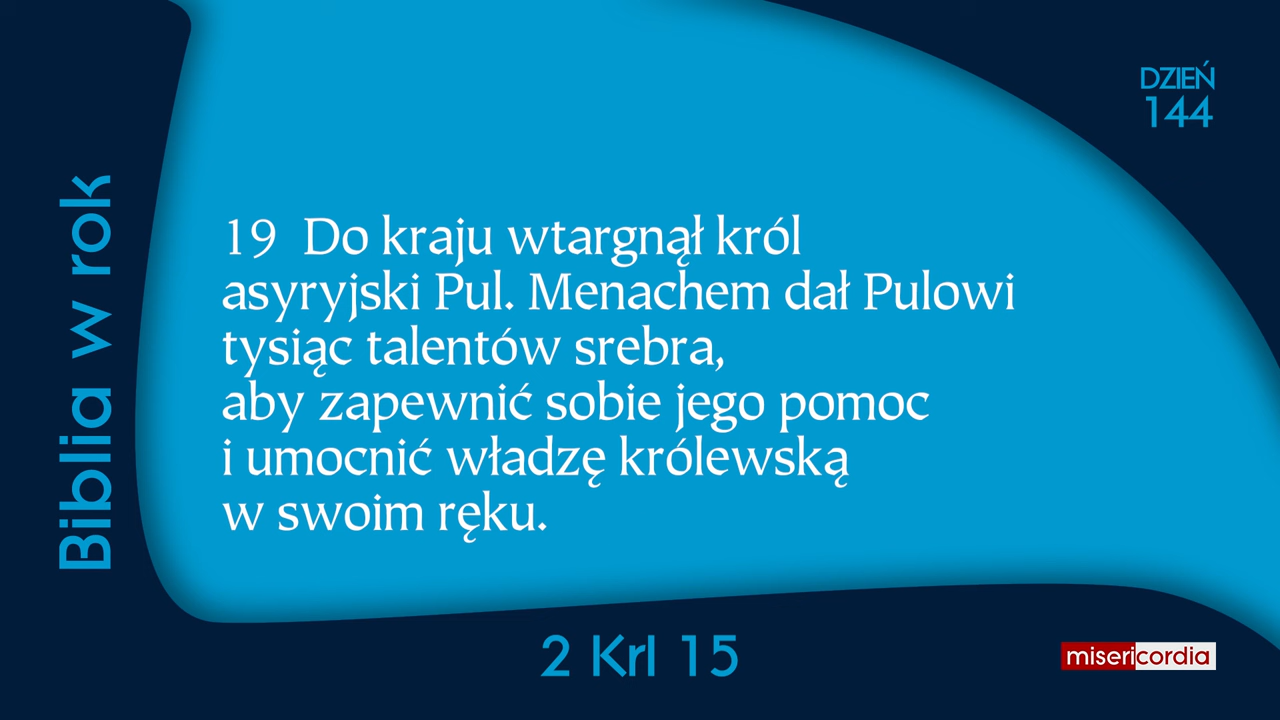 DZIEŃ
144
Biblia w rok
19 Do kraju wtargnął król
asyryjski Pul. Menachem dał Pulowi
tysiąc talentów srebra,
aby zapewnić sobie jego pomoc
i umocnić władzę królewską
w swoim ręku.
2 Krl 15
misericordia